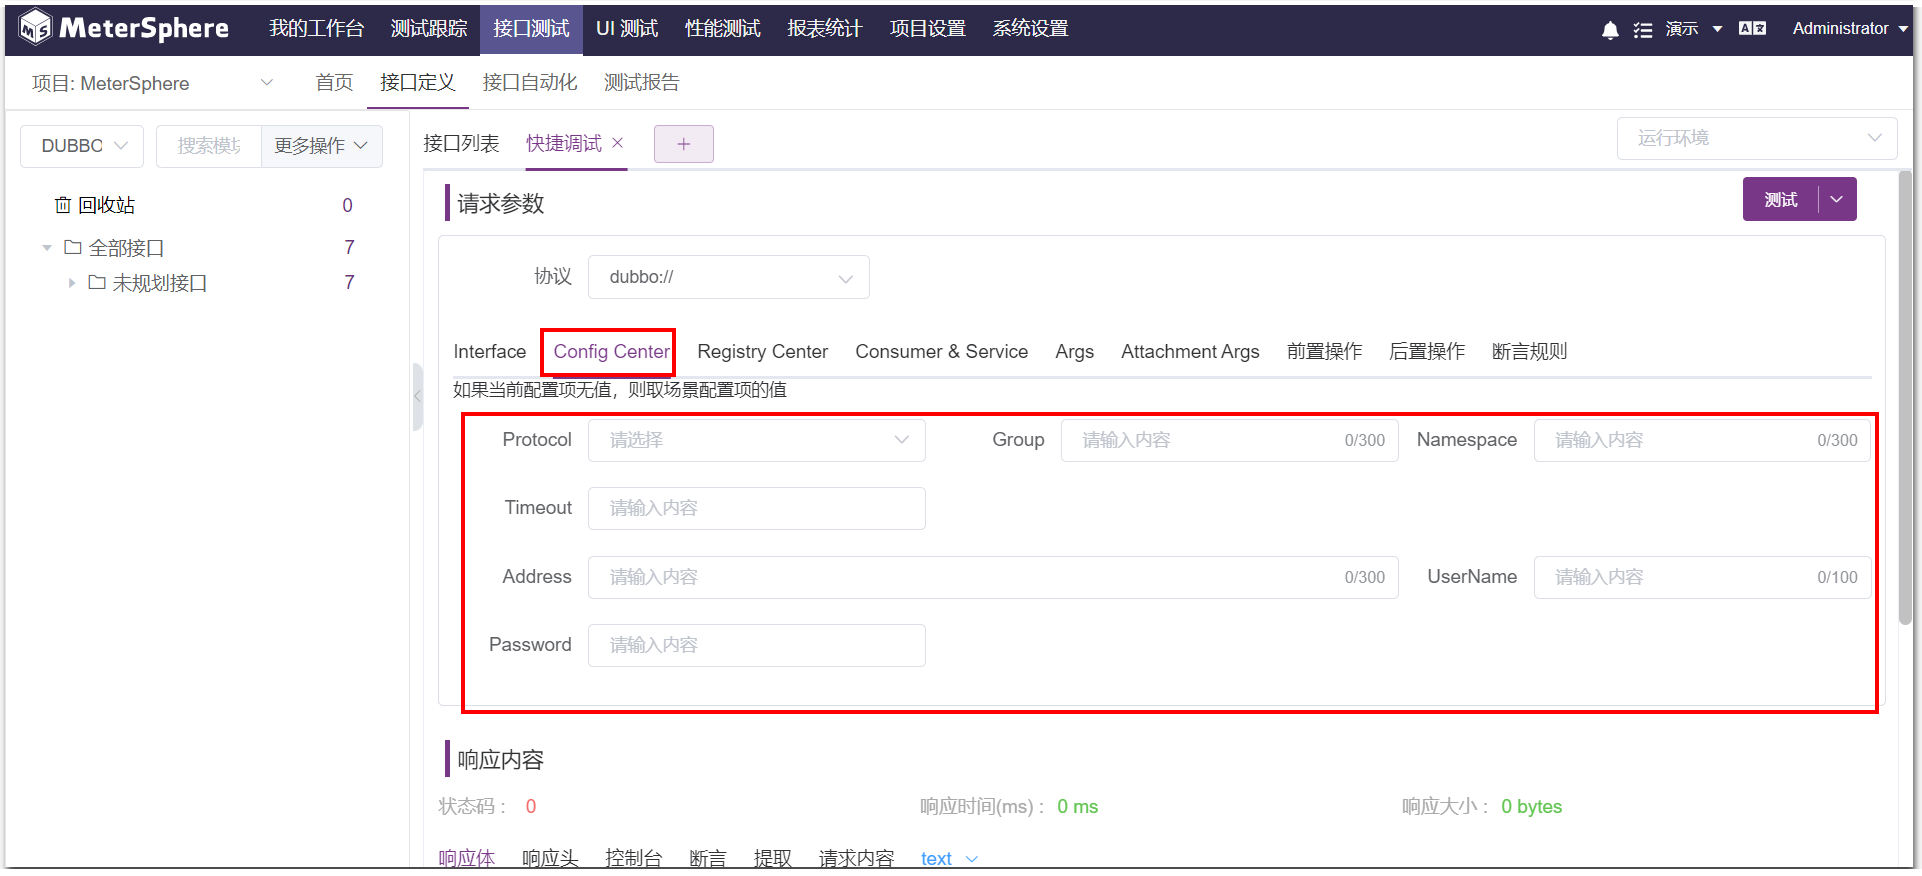 MeterSphere 我的工作台 测试跟踪 接口测试 UI 测试 性能测试 报表统计 项目设置 系统设置 演示 Administrator
项目: MeterSphere 首页 接口定义 接口自动化 测试报告
DUBBO 搜索模块 更多操作 接口列表 快捷调试 × + 运行环境
回收站 0
全部接口 7
未规划接口 7
请求参数 测试
协议 dubbo://
Interface Config Center Registry Center Consumer & Service Args Attachment Args 前置操作 后置操作 断言规则
如果当前配置项无值，则取场景配置项的值
Protocol 请选择 Group 请输入内容 0/300 Namespace 请输入内容 0/300
Timeout 请输入内容
Address 请输入内容 0/300 UserName 请输入内容 0/100
Password 请输入内容
响应内容
状态码： 0 响应时间(ms)： 0 ms 响应大小： 0 bytes
响应体 响应头 控制台 断言 提取 请求内容 text